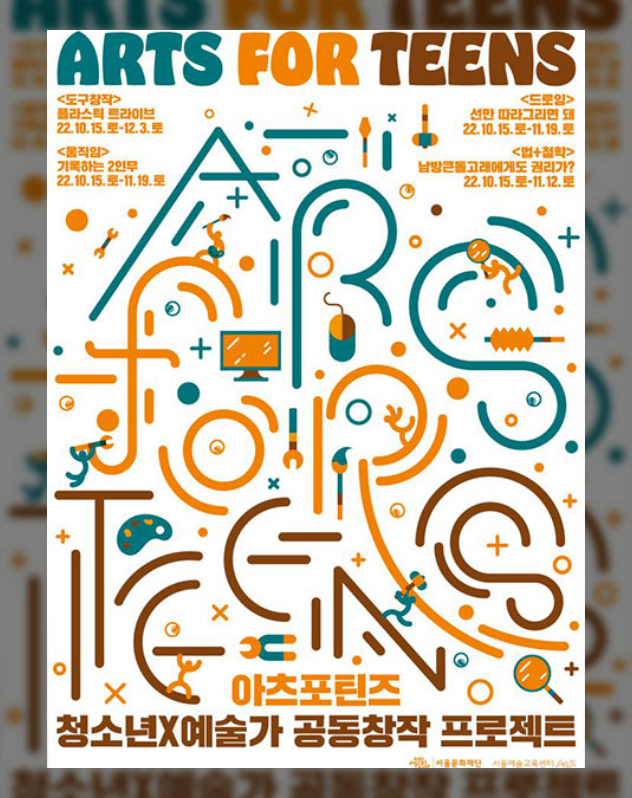 ARTS FOR TEENS
<도구창작>
플라스틱 트라이브
22. 10. 15. 토-12. 3. 토
<움직임>
기록하는 2인무
22. 10. 15. 토-11. 19. 토
<드로잉>
선만 따라그리면 돼
22. 10. 15. 토-11. 19. 토
<법+철학>
남방큰돌고래에게도 권리가?
22. 10. 15. 토-11. 12. 토
ARTS
fOR
TEENS
아츠포틴즈
청소년X예술가 공동창작 프로젝트
서울문화재단 서울예술교육센터